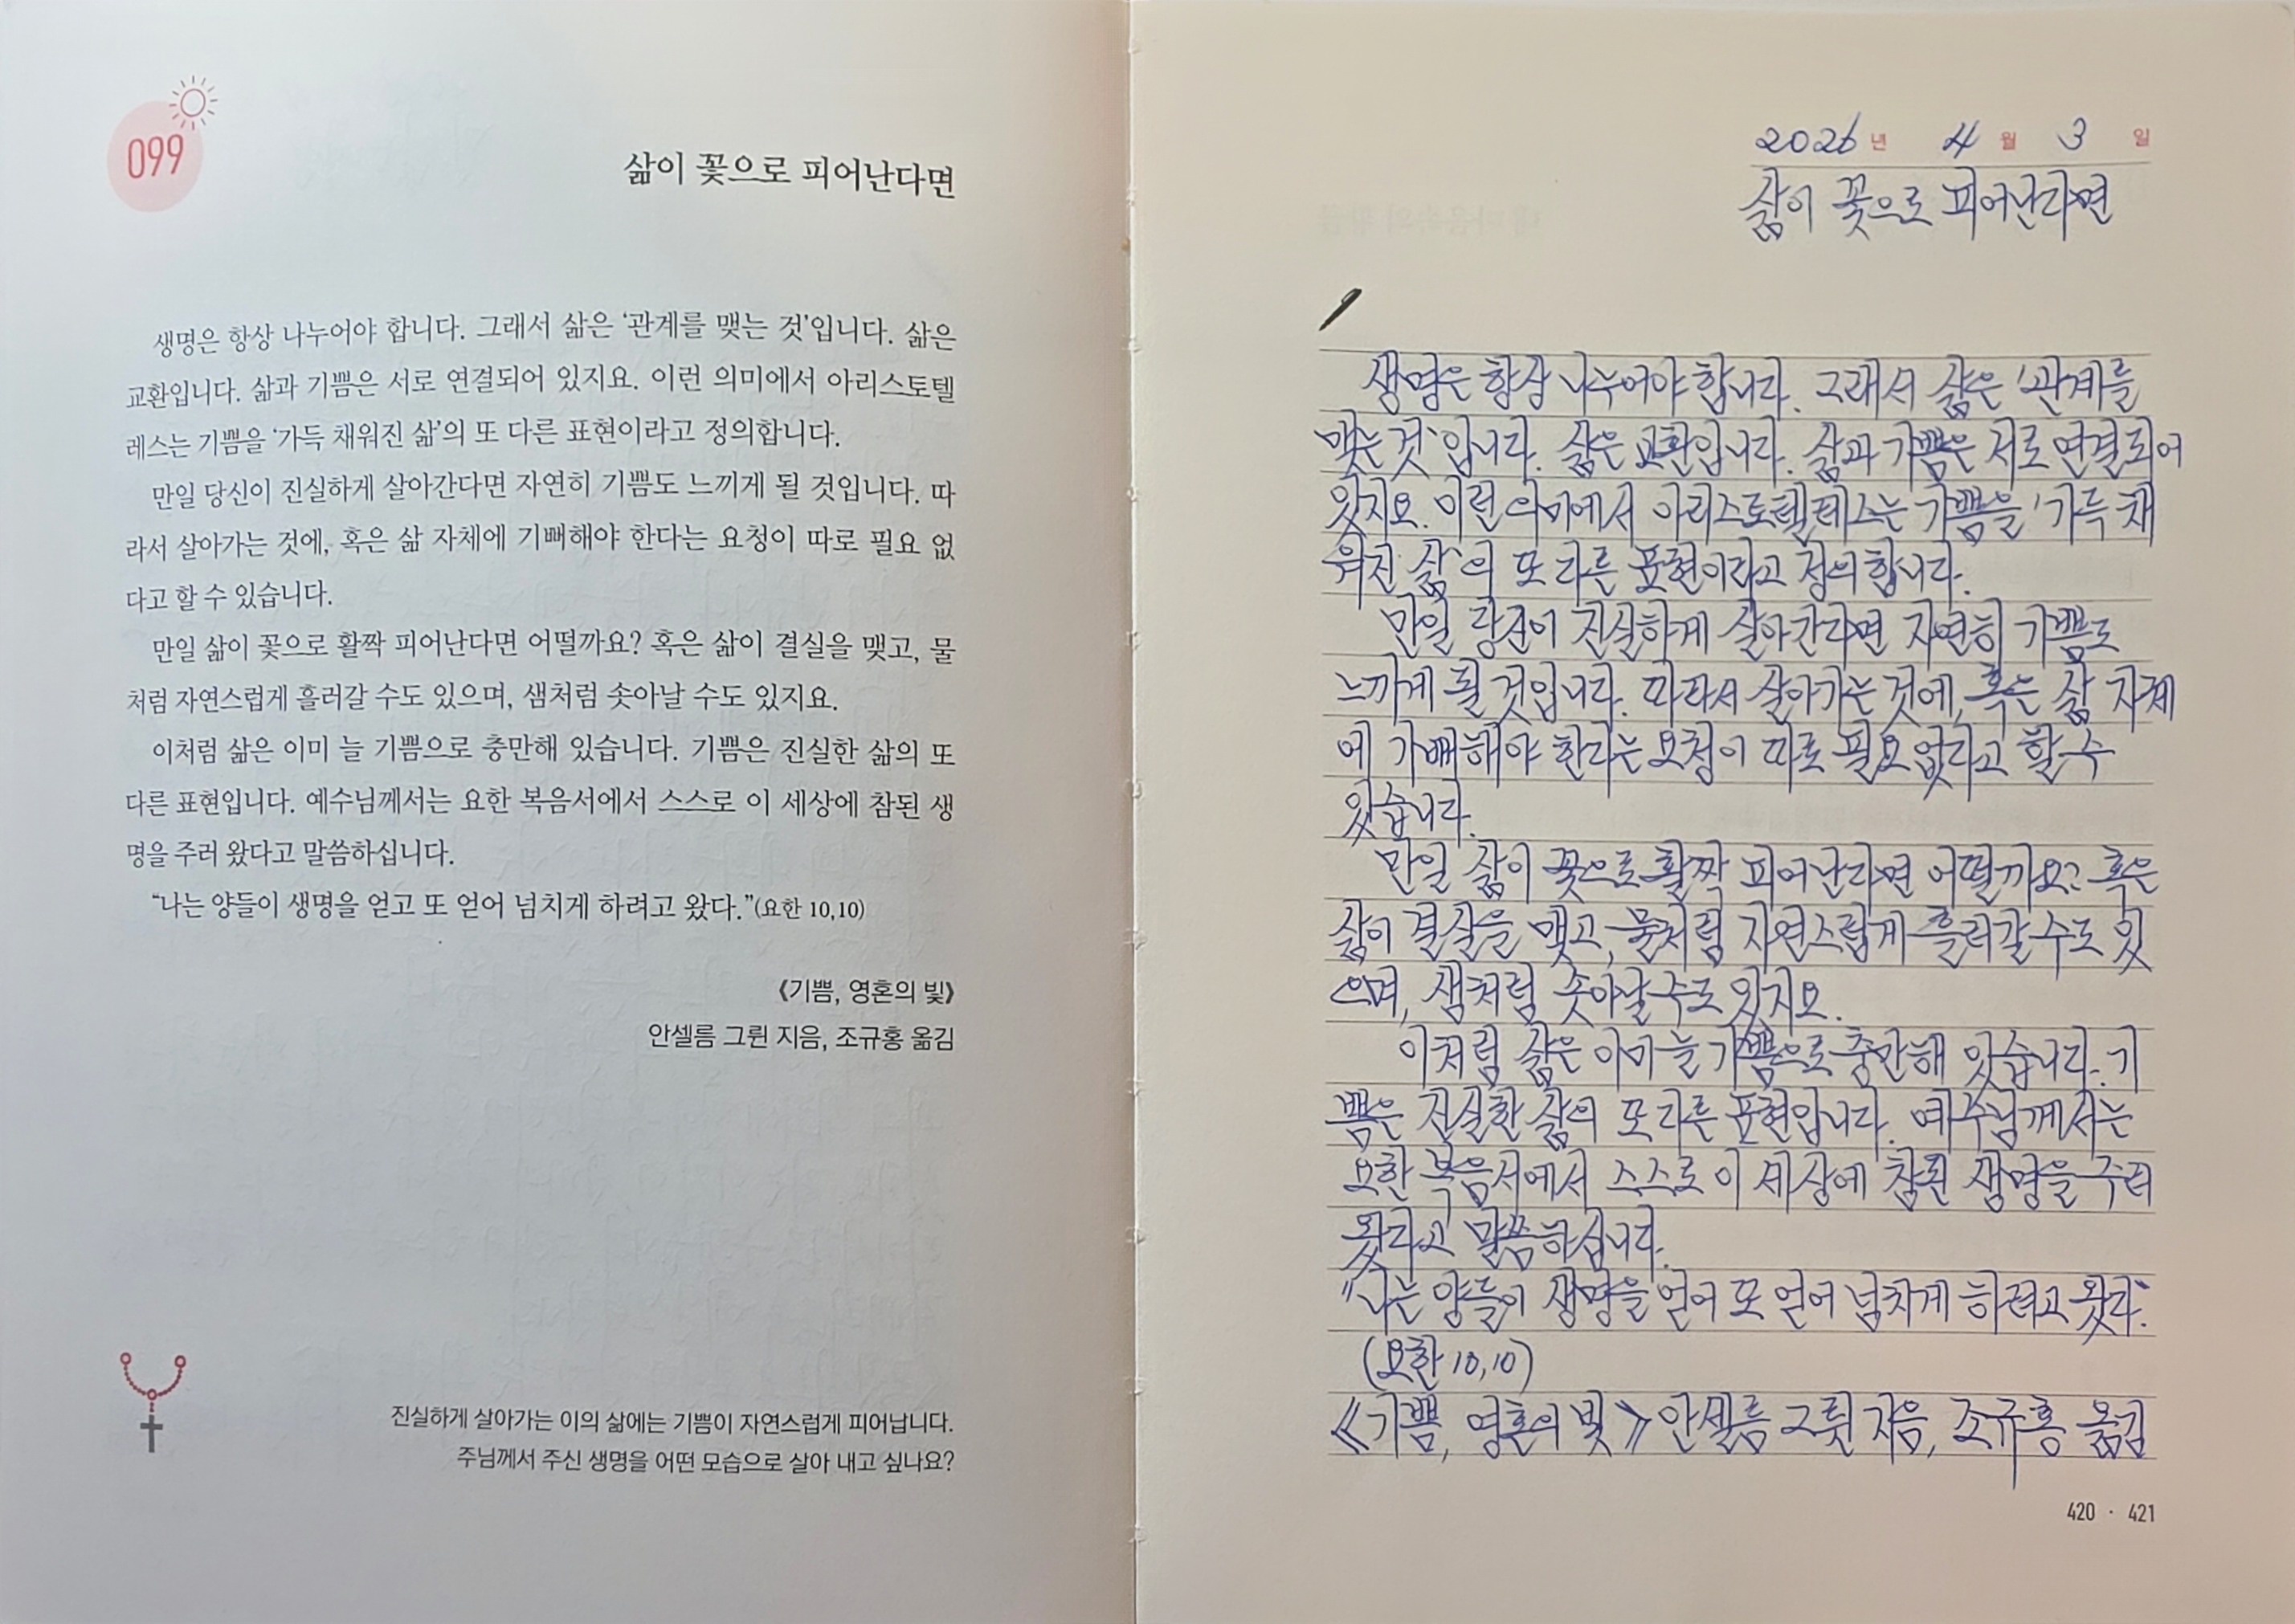 099
삶이 꽃으로 피어난다면
생명은 항상 나누어야 합니다. 그래서 삶은 ‘관계를 맺는 것’입니다. 삶은
교환입니다. 삶과 기쁨은 서로 연결되어 있지요. 이런 의미에서 아리스토텔
레스는 기쁨을 ‘가득 채워진 삶’의 또 다른 표현이라고 정의합니다.
만일 당신이 진실하게 살아간다면 자연히 기쁨도 느끼게 될 것입니다. 따
라서 살아가는 것에, 혹은 삶 자체에 기뻐해야 한다는 요청이 따로 필요 없
다고 할 수 있습니다.
만일 삶이 꽃으로 활짝 피어난다면 어떨까요? 혹은 삶이 결실을 맺고, 물
처럼 자연스럽게 흘러갈 수도 있으며, 샘처럼 솟아날 수도 있지요.
이처럼 삶은 이미 늘 기쁨으로 충만해 있습니다. 기쁨은 진실한 삶의 또
다른 표현입니다. 예수님께서는 요한 복음서에서 스스로 이 세상에 참된 생
명을 주러 왔다고 말씀하십니다.
“나는 양들이 생명을 얻고 또 얻어 넘치게 하려고 왔다.”(요한 10,10)
《기쁨, 영혼의 빛》
안셀름 그륀 지음, 조규홍 옮김
진실하게 살아가는 이의 삶에는 기쁨이 자연스럽게 피어납니다.
주님께서 주신 생명을 어떤 모습으로 살아 내고 싶나요?
2026년 4월 3일
삶이 꽃으로 피어난다면
생명은 항상 나누어야 합니다. 그래서 삶은 '관계를
맺는 것'입니다. 삶은 교환입니다. 삶과 기쁨은 서로 연결되어
있지요. 이런 의미에서 아리스토텔레스는 기쁨을 '가득 채
워진 삶'의 또 다른 표현이라고 정의합니다.
만일 당신이 진실하게 살아간다면 자연히 기쁨도
느끼게 될 것입니다. 따라서 살아가는 것에, 혹은 삶 자체
에 기뻐해야 한다는 요청이 따로 필요 없다고 할 수
있습니다.
만일 삶이 꽃으로 활짝 피어난다면 어떨까요? 혹은
삶이 결실을 맺고, 물처럼 자연스럽게 흘러갈 수도 있
으며, 샘처럼 솟아날 수도 있지요.
이처럼 삶은 이미 늘 기쁨으로 충만해 있습니다. 기
쁨은 진실한 삶의 또 다른 표현입니다. 예수님께서는
요한 복음서에서 스스로 이 세상에 참된 생명을 주러
왔다고 말씀하십니다.
"나는 양들이 생명을 얻어 또 얻어 넘치게 하려고 왔다."
(요한 10,10)
《기쁨, 영혼의 빛》 안셀름 그륏 지음, 조규홍 옮김
420 · 421